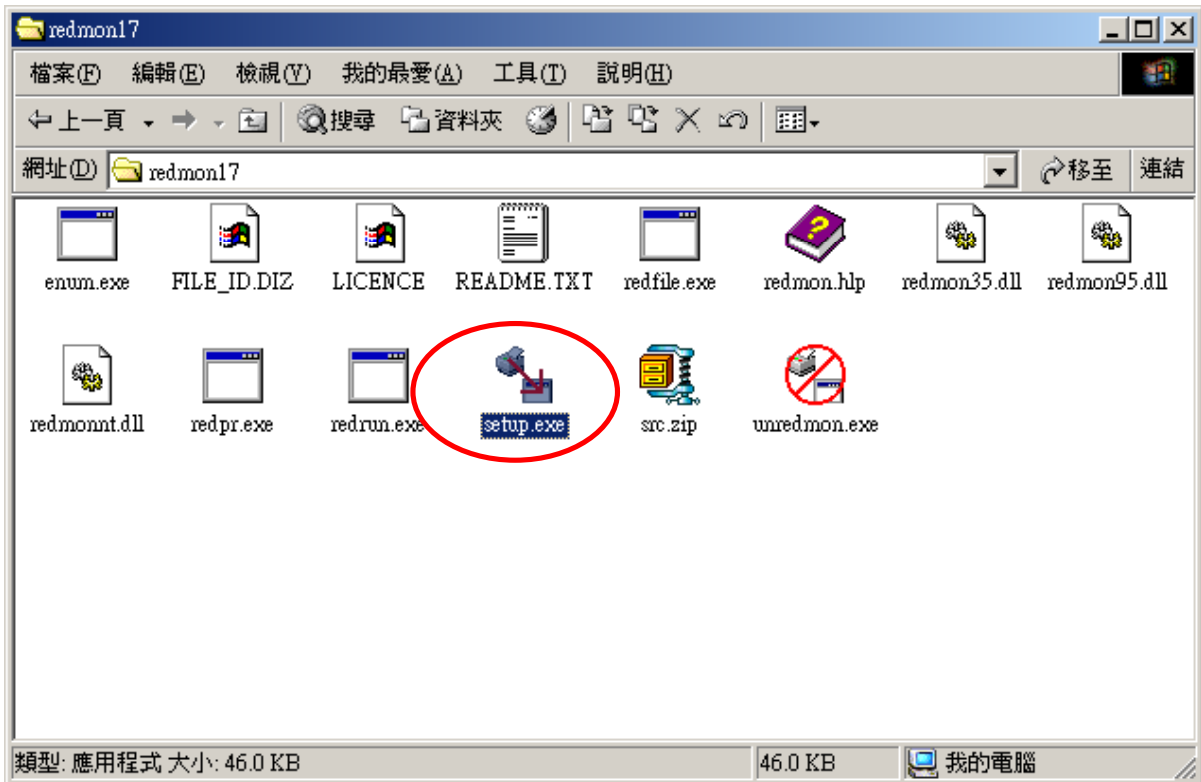 redmon17
檔案(F) 編輯(E) 檢視(V) 我的最愛(A) 工具(T) 說明(H)
上一頁 搜尋 資料夾
網址(D) redmon17 移至 連結
enum.exe FILE_ID.DIZ LICENCE README.TXT redfile.exe redmon.hlp redmon35.dll redmon95.dll
redmonnt.dll redpr.exe redrun.exe setup.exe src.zip unredmon.exe
類型: 應用程式 大小: 46.0 KB 46.0 KB 我的電腦